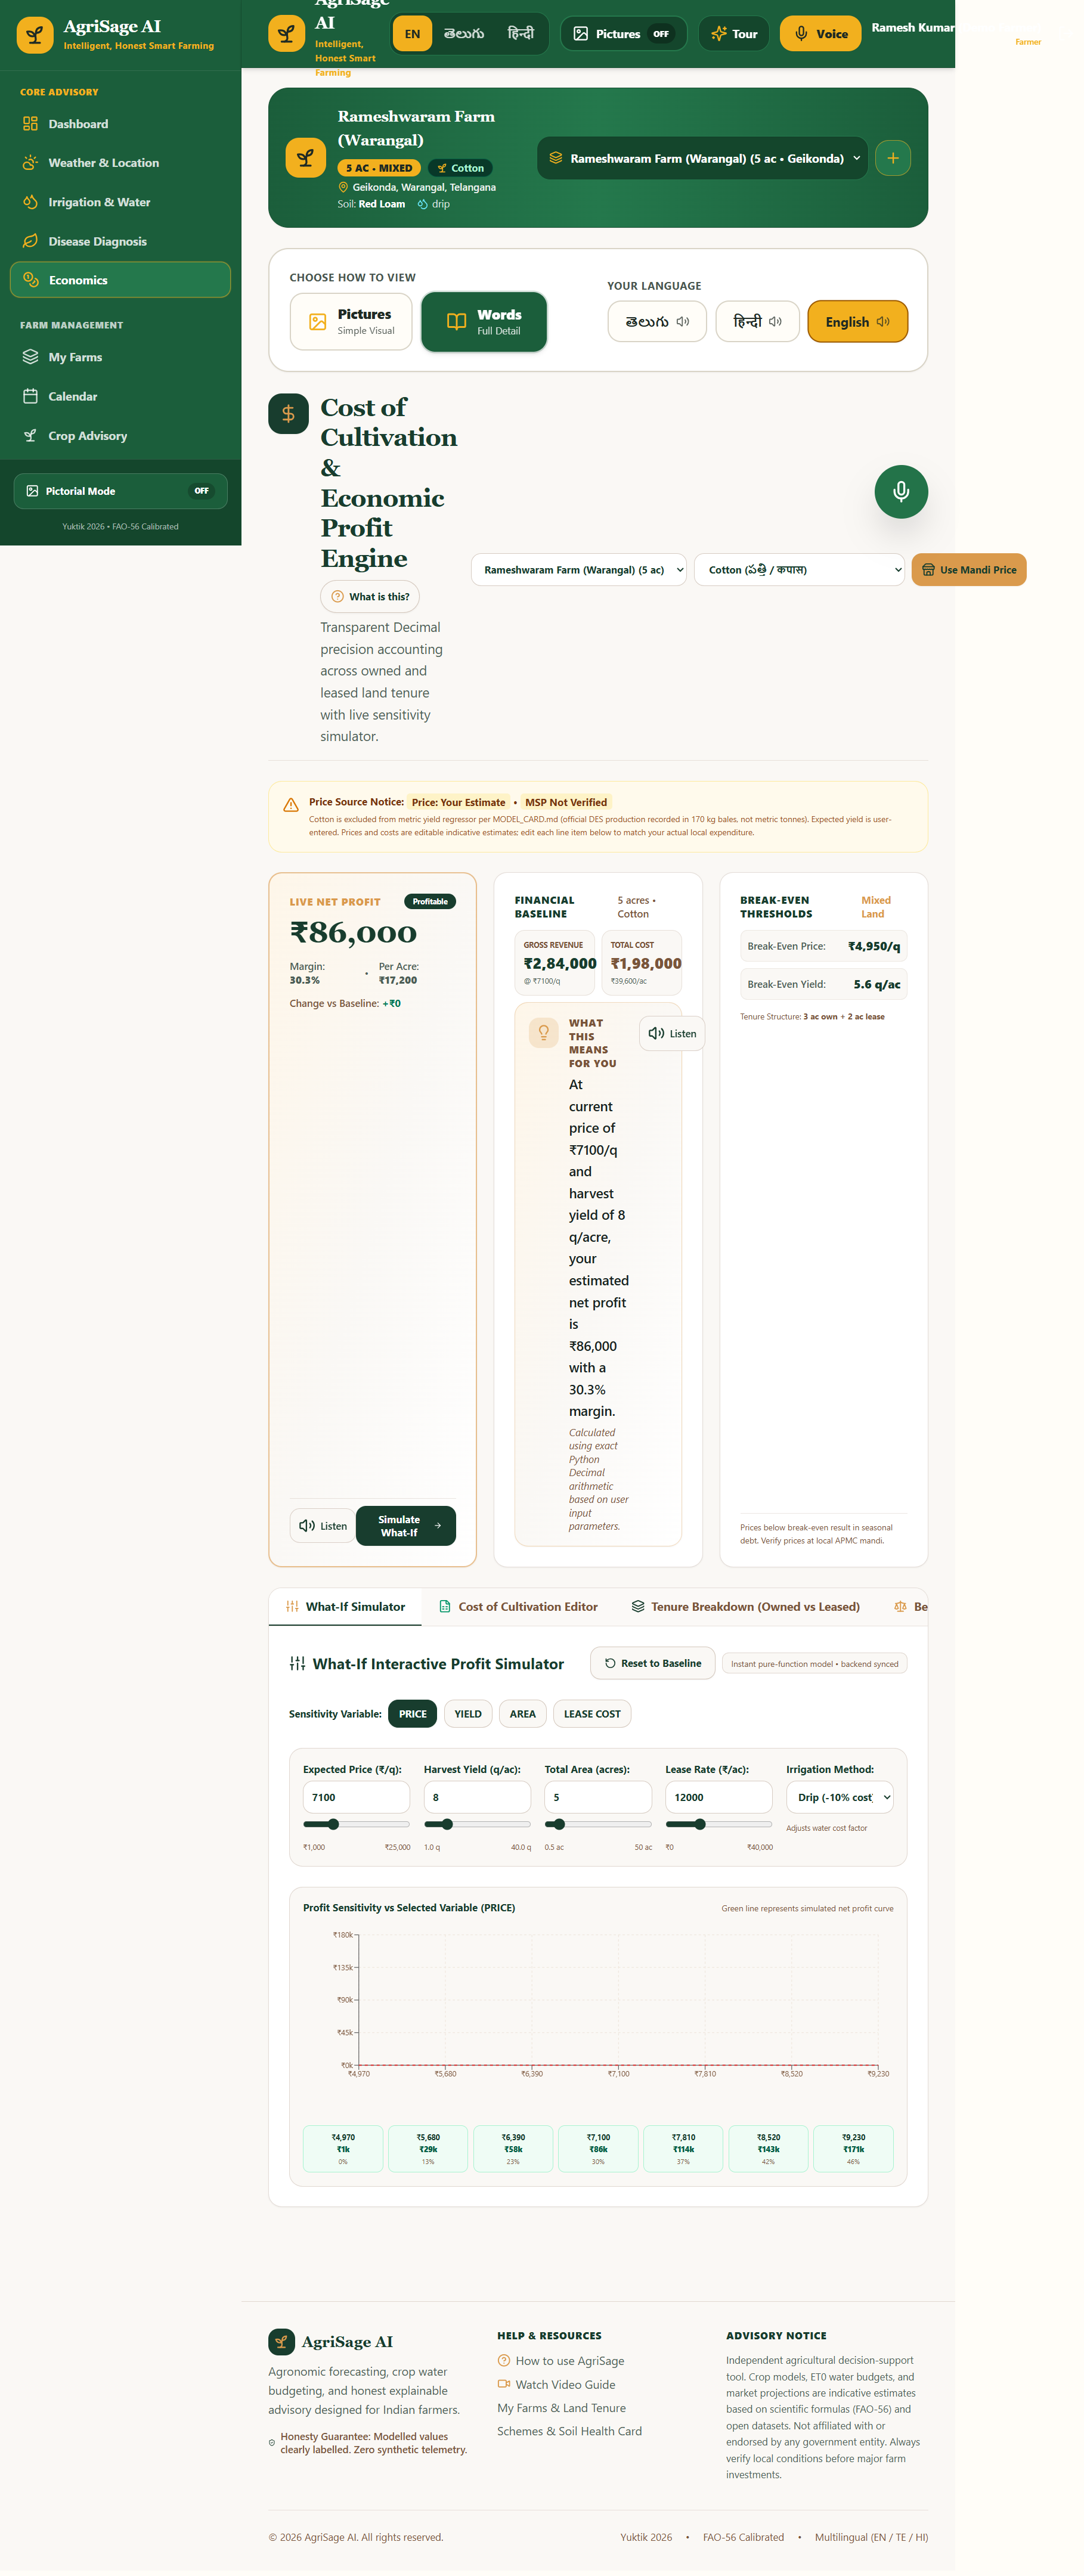 AgriSage AI
Intelligent, Honest Smart Farming
CORE ADVISORY
Dashboard
Weather & Location
Irrigation & Water
Disease Diagnosis
Economics
FARM MANAGEMENT
My Farms
Calendar
Crop Advisory
Pictorial Mode OFF
Yuktik 2026 • FAO-56 Calibrated
AgriSage
AI
Intelligent,
Honest Smart
Farming
EN తెలుగు हिन्दी
Pictures OFF
Tour
Voice
Ramesh Kumar
Farmer
Rameshwaram Farm
(Warangal)
5 AC • MIXED Cotton
Geikonda, Warangal, Telangana
Soil: Red Loam drip
Rameshwaram Farm (Warangal) (5 ac • Geikonda)
CHOOSE HOW TO VIEW
Pictures
Simple Visual
Words
Full Detail
YOUR LANGUAGE
తెలుగు
हिन्दी
English
Cost of
Cultivation
&
Economic
Profit
Engine
What is this?
Transparent Decimal
precision accounting
across owned and
leased land tenure
with live sensitivity
simulator.
Rameshwaram Farm (Warangal) (5 ac)
Cotton (పత్తి / कपास)
Use Mandi Price
Price Source Notice: Price: Your Estimate • MSP Not Verified
Cotton is excluded from metric yield regressor per MODEL_CARD.md (official DES production recorded in 170 kg bales, not metric tonnes). Expected yield is user-
entered. Prices and costs are editable indicative estimates; edit each line item below to match your actual local expenditure.
LIVE NET PROFIT Profitable
₹86,000
Margin:
30.3%
•
Per Acre:
₹17,200
Change vs Baseline: +₹0
Listen
Simulate
What-If
FINANCIAL
BASELINE
5 acres •
Cotton
GROSS REVENUE
₹2,84,000
@ ₹7100/q
TOTAL COST
₹1,98,000
₹39,600/ac
WHAT
THIS
MEANS
FOR YOU
Listen
At
current
price of
₹7100/q
and
harvest
yield of 8
q/acre,
your
estimated
net profit
is
₹86,000
with a
30.3%
margin.
Calculated
using exact
Python
Decimal
arithmetic
based on user
input
parameters.
BREAK-EVEN
THRESHOLDS
Mixed
Land
Break-Even Price: ₹4,950/q
Break-Even Yield: 5.6 q/ac
Tenure Structure: 3 ac own + 2 ac lease
Prices below break-even result in seasonal
debt. Verify prices at local APMC mandi.
What-If Simulator
Cost of Cultivation Editor
Tenure Breakdown (Owned vs Leased)
Be
What-If Interactive Profit Simulator
Reset to Baseline
Instant pure-function model • backend synced
Sensitivity Variable: PRICE YIELD AREA LEASE COST
Expected Price (₹/q):
7100
₹1,000 ₹25,000
Harvest Yield (q/ac):
8
1.0 q 40.0 q
Total Area (acres):
5
0.5 ac 50 ac
Lease Rate (₹/ac):
12000
₹0 ₹40,000
Irrigation Method:
Drip (-10% cost)
Adjusts water cost factor
Profit Sensitivity vs Selected Variable (PRICE)
Green line represents simulated net profit curve
₹180k
₹135k
₹90k
₹45k
₹0k
₹4,970 ₹5,680 ₹6,390 ₹7,100 ₹7,810 ₹8,520 ₹9,230
₹4,970 ₹5,680 ₹6,390 ₹7,100 ₹7,810 ₹8,520 ₹9,230
₹1k ₹29k ₹58k ₹86k ₹114k ₹143k ₹171k
0% 13% 23% 30% 37% 42% 46%
AgriSage AI
Agronomic forecasting, crop water
budgeting, and honest explainable
advisory designed for Indian farmers.
Honesty Guarantee: Modelled values
clearly labelled. Zero synthetic telemetry.
HELP & RESOURCES
How to use AgriSage
Watch Video Guide
My Farms & Land Tenure
Schemes & Soil Health Card
ADVISORY NOTICE
Independent agricultural decision-support
tool. Crop models, ET0 water budgets, and
market projections are indicative estimates
based on scientific formulas (FAO-56) and
open datasets. Not affiliated with or
endorsed by any government entity. Always
verify local conditions before major farm
investments.
© 2026 AgriSage AI. All rights reserved.
Yuktik 2026 • FAO-56 Calibrated • Multilingual (EN / TE / HI)